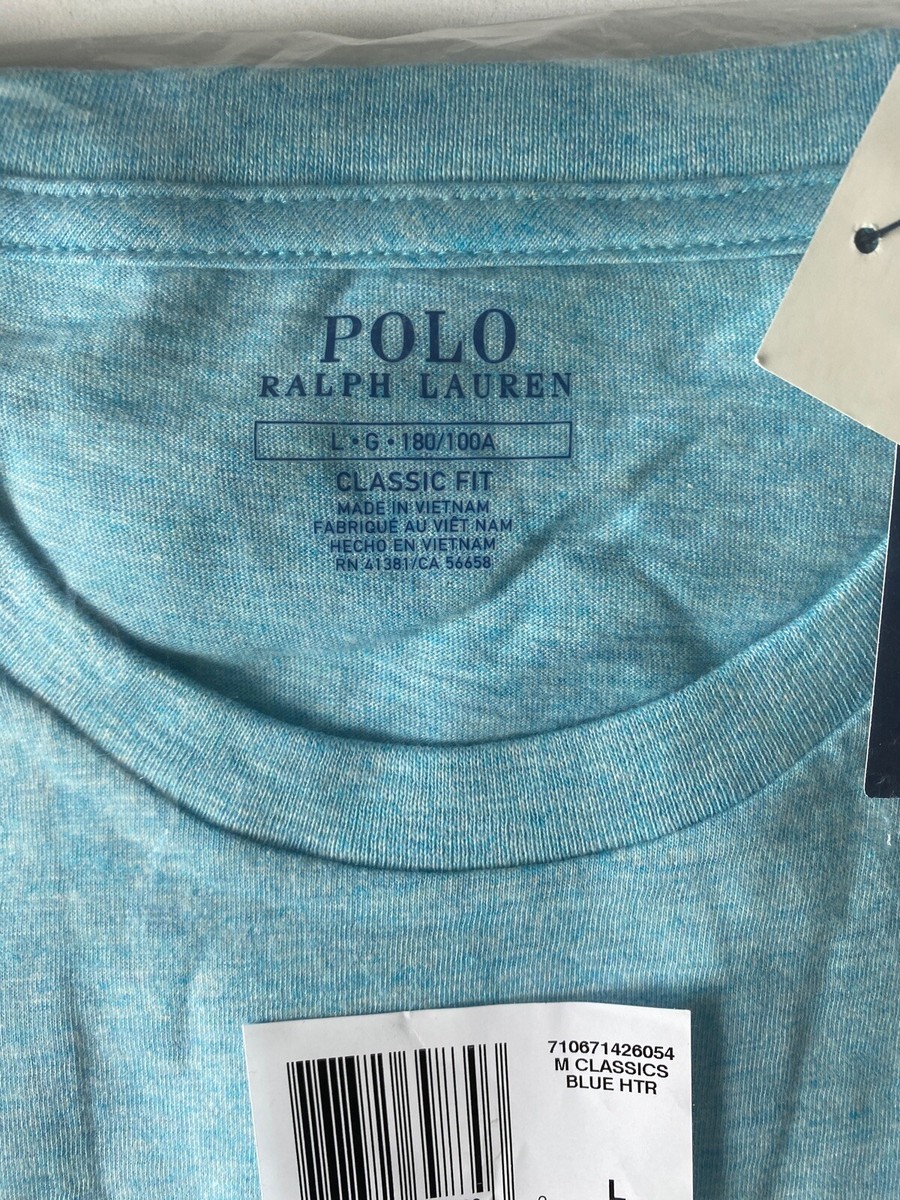 POLO
RALPH LAUREN
L • G • 180/100A
CLASSIC FIT
MADE IN VIETNAM
FABRIQUÉ AU VIÊT NAM
HECHO EN VIETNAM
RN 41381/CA 56658
710671426054
M CLASSICS
BLUE HTR
L